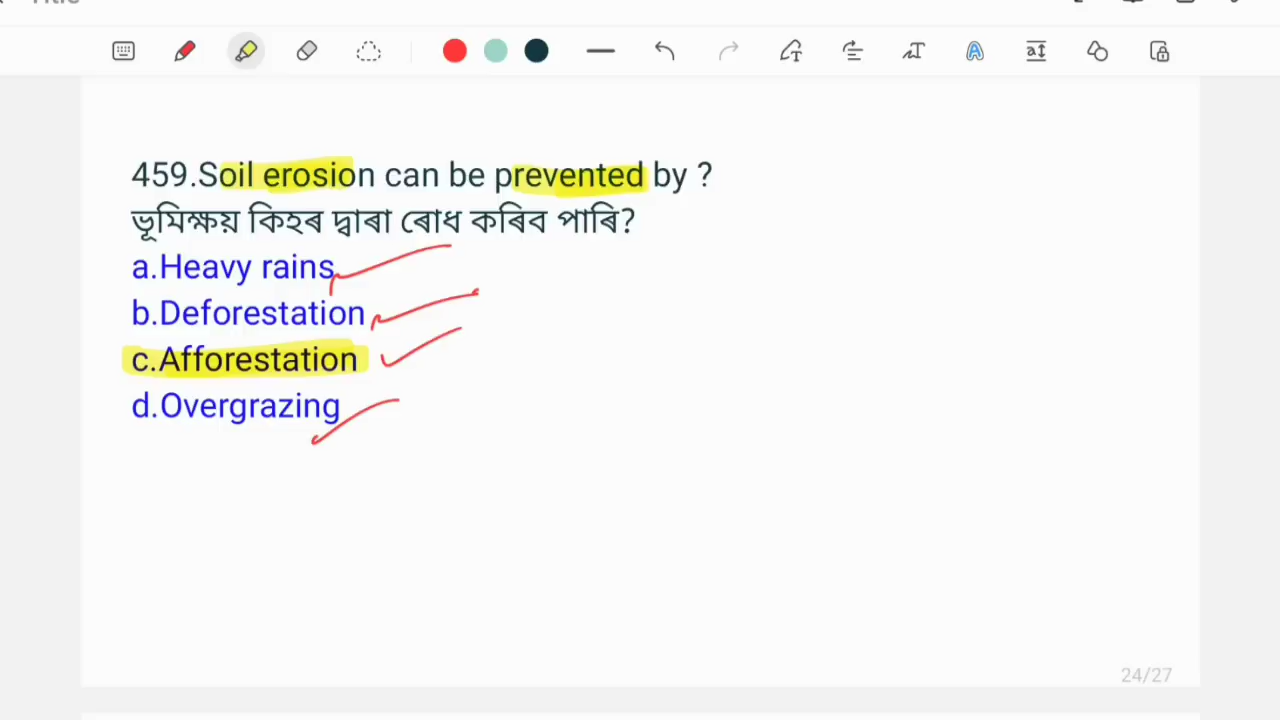 459.Soil erosion can be prevented by ?
ভূমিক্ষয় কিহৰ দ্বাৰা ৰোধ কৰিব পাৰি?
a.Heavy rains
b.Deforestation
c.Afforestation
d.Overgrazing
24/27